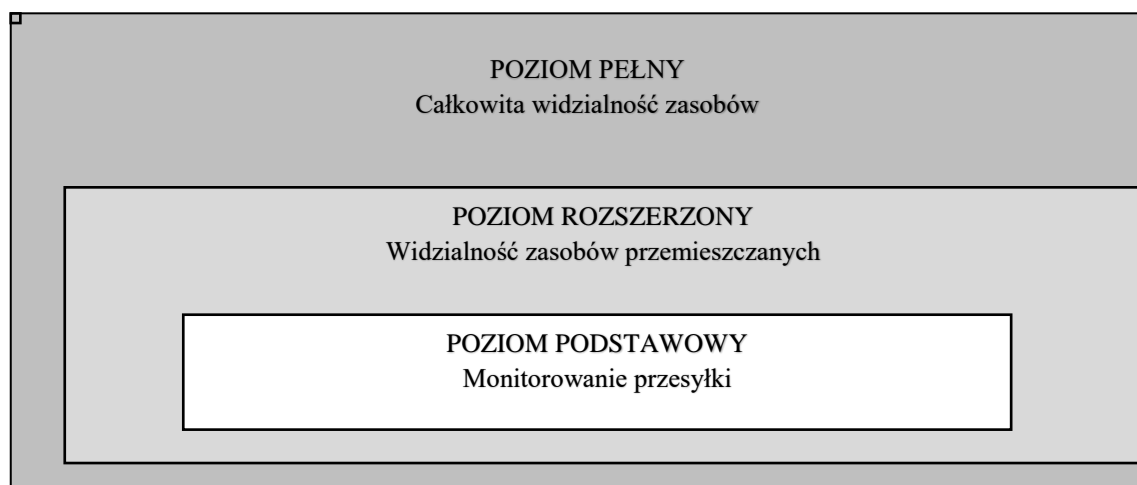 POZIOM PEŁNY
Całkowita widzialność zasobów
POZIOM ROZSZERZONY
Widzialność zasobów przemieszczanych
POZIOM PODSTAWOWY
Monitorowanie przesyłki